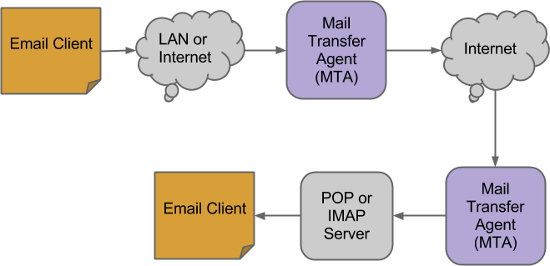 Email Client
LAN or
Internet
Mail
Transfer
Agent
(MTA)
Internet
Email Client
POP or
IMAP
Server
Mail
Transfer
Agent
(MTA)